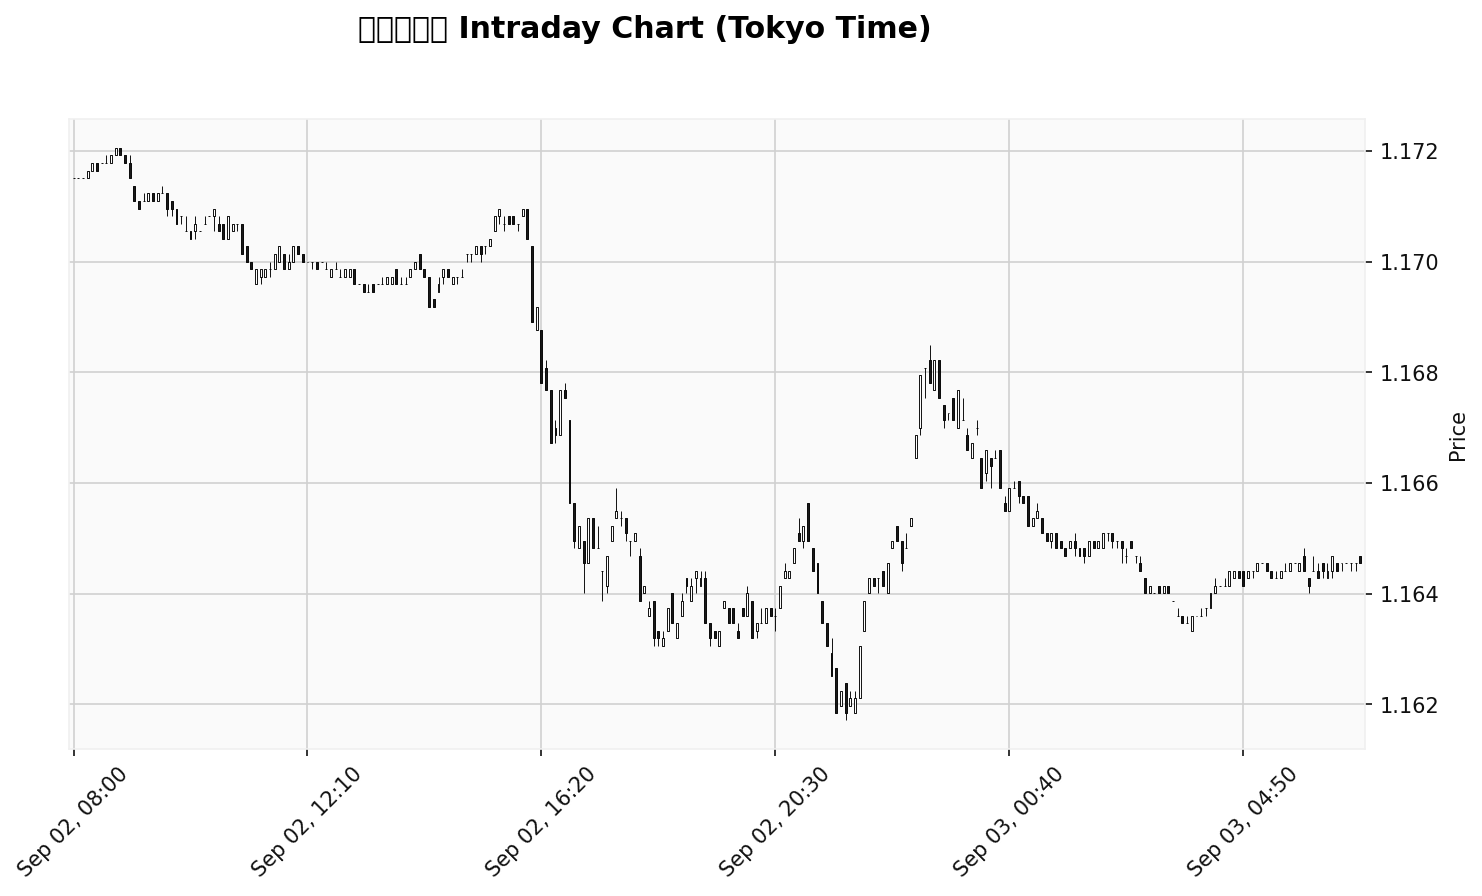 Intraday Chart (Tokyo Time)
1.172
1.170
1.168
1.166
1.164
1.162
Price
Sep 02, 08:00
Sep 02, 12:10
Sep 02, 16:20
Sep 02, 20:30
Sep 03, 00:40
Sep 03, 04:50